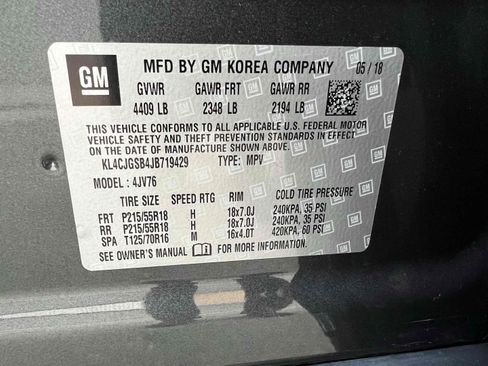 GM MFD BY GM KOREA COMPANY 05 / 18
GVWR GAWR FRT GAWR RR
4409 LB 2348 LB 2194 LB
THIS VEHICLE CONFORMS TO ALL APPLICABLE U.S. FEDERAL MOTOR
VEHICLE SAFETY AND THEFT PREVENTION STANDARDS IN EFFECT
ON THE DATE OF MANUFACTURE SHOWN ABOVE.
KL4CJGSB4JB719429 TYPE: MPV
MODEL : 4JV76
TIRE SIZE SPEED RTG RIM COLD TIRE PRESSURE
FRT P215/55R18 H 18x7.0J 240KPA, 35 PSI
RR P215/55R18 H 18x7.0J 240KPA, 35 PSI
SPA T125/70R16 M 16x4.0T 420KPA, 60 PSI
SEE OWNER'S MANUAL FOR MORE INFORMATION.